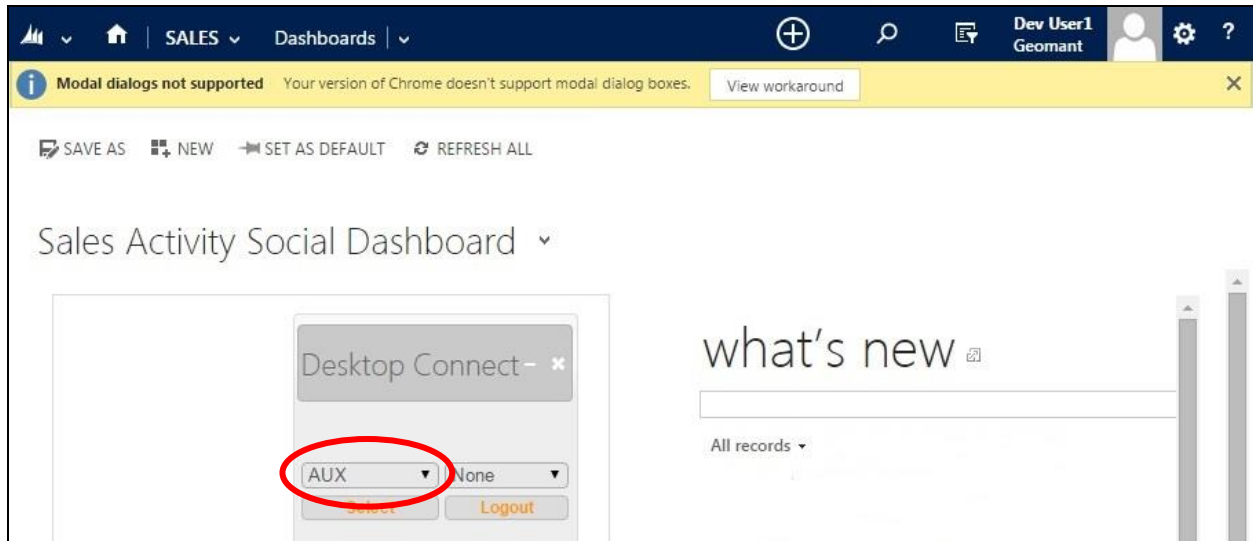 SALES Dashboards Dev User1
Geomant ?
Modal dialogs not supported Your version of Chrome doesn't support modal dialog boxes. View workaround
SAVE AS NEW SET AS DEFAULT REFRESH ALL
Sales Activity Social Dashboard
Desktop Connect
AUX None
Select Logout
what's new
All records